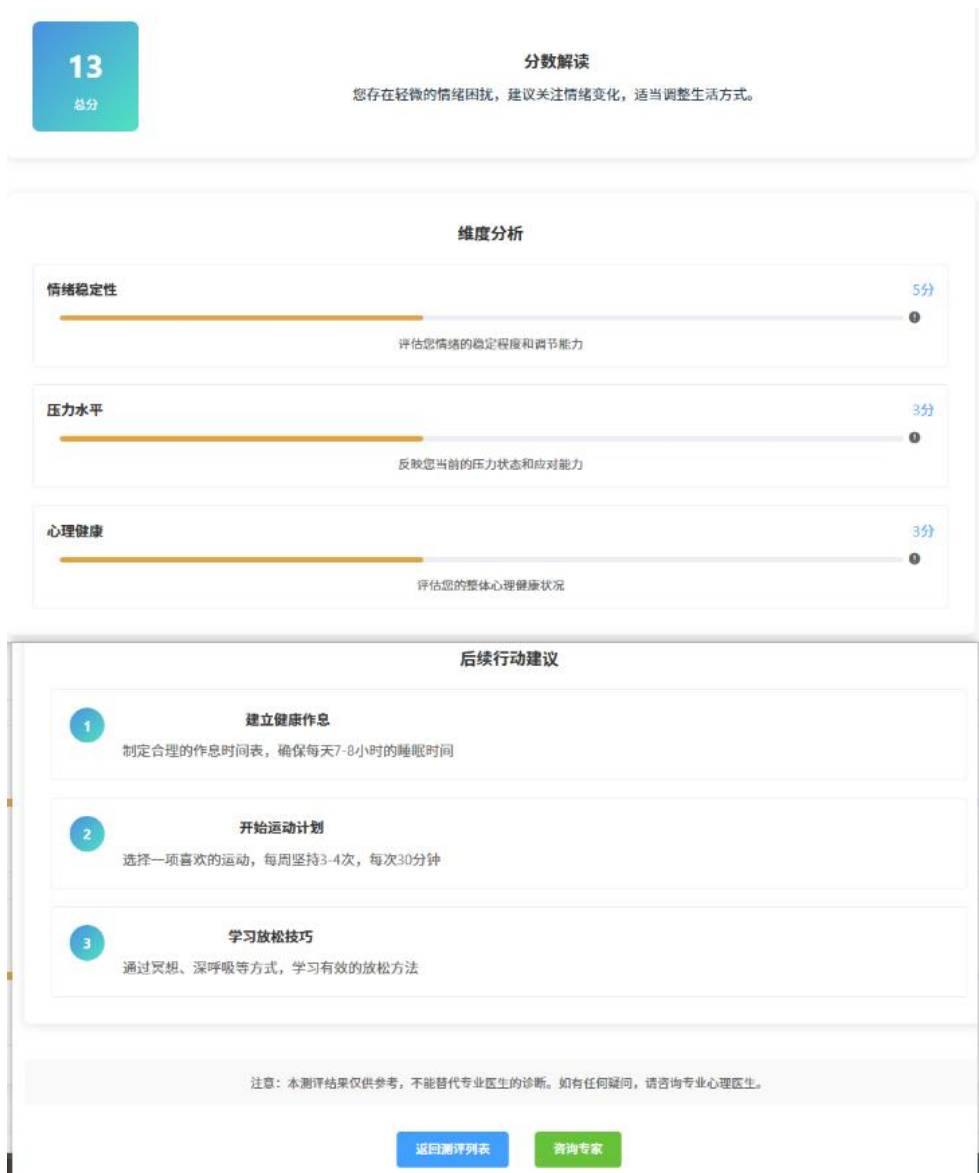 13
总分
分数解读
您存在轻微的情绪困扰，建议关注情绪变化，适当调整生活方式。
维度分析
情绪稳定性
5分
评估您情绪的稳定程度和调节能力
压力水平
3分
反映您当前的压力状态和应对能力
心理健康
3分
评估您的整体心理健康状况
后续行动建议
1
建立健康作息
制定合理的作息时间表，确保每天7-8小时的睡眠时间
2
开始运动计划
选择一项喜欢的运动，每周坚持3-4次，每次30分钟
3
学习放松技巧
通过冥想、深呼吸等方式，学习有效的放松方法
注意：本测评结果仅供参考，不能替代专业医生的诊断。如有任何疑问，请咨询专业心理医生。
返回测评列表
咨询专家